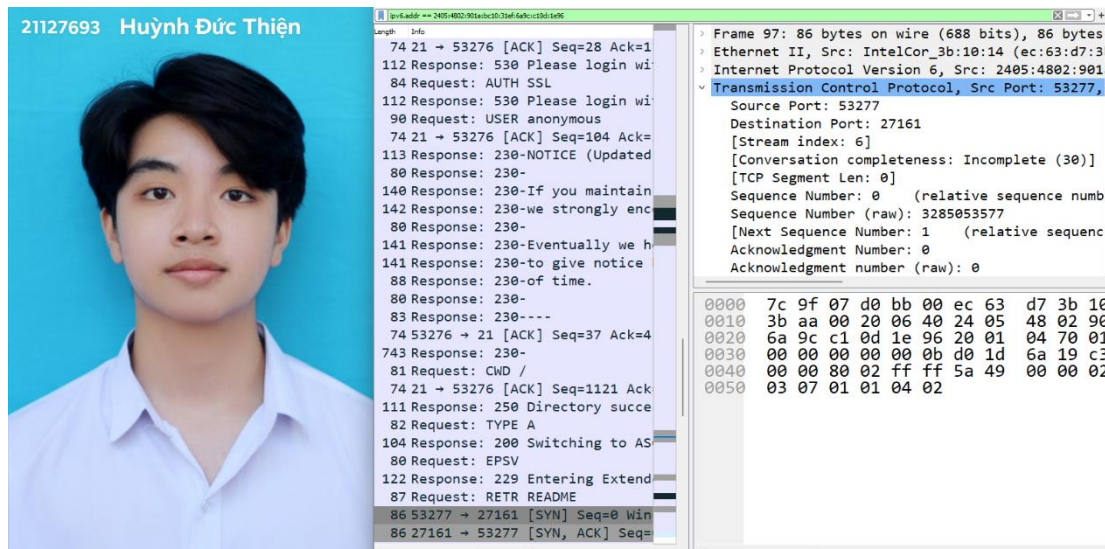 21127693 Huỳnh Đức Thiện
ipv6.addr == 2405:4802:901a:bc10:31ef:6a9c:c10d:1e96
Length Info
74 21 → 53276 [ACK] Seq=28 Ack=1
112 Response: 530 Please login wi
84 Request: AUTH SSL
112 Response: 530 Please login wi
90 Request: USER anonymous
74 21 → 53276 [ACK] Seq=104 Ack=
113 Response: 230-NOTICE (Updated
80 Response: 230-
140 Response: 230-If you maintain
142 Response: 230-we strongly enc
80 Response: 230-
141 Response: 230-Eventually we h
141 Response: 230-to give notice
88 Response: 230-of time.
80 Response: 230-
83 Response: 230----
74 53276 → 21 [ACK] Seq=37 Ack=4
743 Response: 230-
81 Request: CWD /
74 21 → 53276 [ACK] Seq=1121 Ack
111 Response: 250 Directory succe
82 Request: TYPE A
104 Response: 200 Switching to AS
80 Request: EPSV
122 Response: 229 Entering Extend
87 Request: RETR README
86 53277 → 27161 [SYN] Seq=0 Win
86 27161 → 53277 [SYN, ACK] Seq=
Frame 97: 86 bytes on wire (688 bits), 86 bytes
Ethernet II, Src: IntelCor_3b:10:14 (ec:63:d7:3
Internet Protocol Version 6, Src: 2405:4802:901
Transmission Control Protocol, Src Port: 53277,
Source Port: 53277
Destination Port: 27161
[Stream index: 6]
[Conversation completeness: Incomplete (30)]
[TCP Segment Len: 0]
Sequence Number: 0 (relative sequence numb
Sequence Number (raw): 3285053577
[Next Sequence Number: 1 (relative sequenc
Acknowledgment Number: 0
Acknowledgment number (raw): 0
0000 7c 9f 07 d0 bb 00 ec 63 d7 3b 10
0010 3b aa 00 20 06 40 24 05 48 02 90
0020 6a 9c c1 0d 1e 96 20 01 04 70 01
0030 00 00 00 00 00 0b d0 1d 6a 19 c3
0040 00 00 80 02 ff ff 5a 49 00 00 02
0050 03 07 01 01 04 02